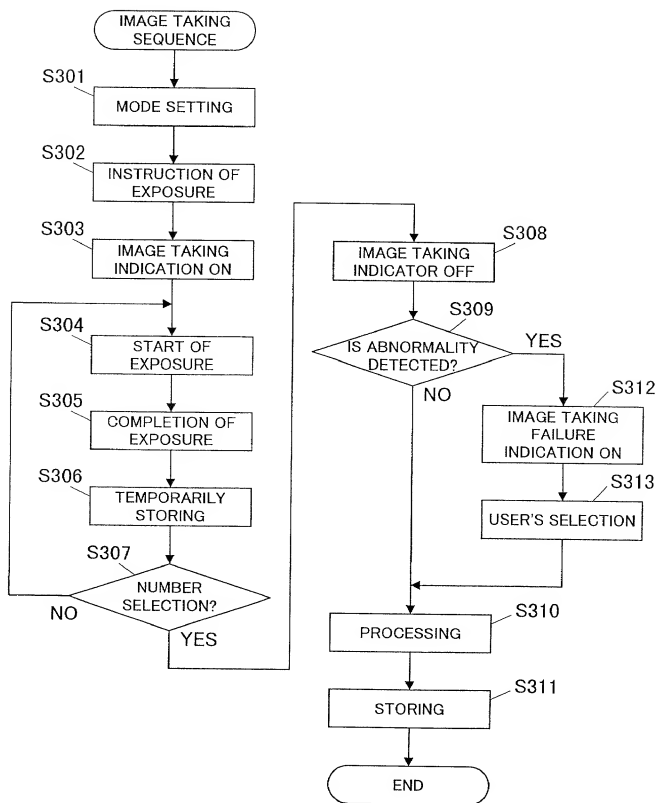 IMAGE TAKING
SEQUENCE
S301
MODE SETTING
S302
INSTRUCTION OF
EXPOSURE
S303
IMAGE TAKING
INDICATION ON
S304
START OF
EXPOSURE
S305
COMPLETION OF
EXPOSURE
S306
TEMPORARILY
STORING
S307
NUMBER
SELECTION?
NO
YES
S308
IMAGE TAKING
INDICATOR OFF
S309
IS ABNORMALITY
DETECTED?
YES
NO
S312
IMAGE TAKING
FAILURE
INDICATION ON
S313
USER'S SELECTION
S310
PROCESSING
S311
STORING
END